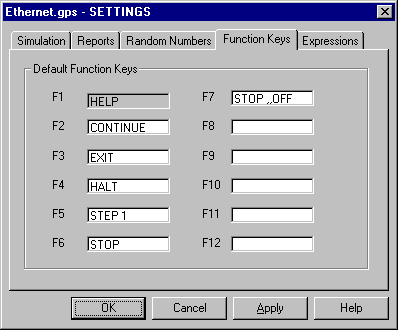 Ethernet.gps - SETTINGS
Simulation Reports Random Numbers Function Keys Expressions
Default Function Keys
F1 HELP F7 STOP ,,OFF
F2 CONTINUE F8
F3 EXIT F9
F4 HALT F10
F5 STEP 1 F11
F6 STOP F12
OK Cancel Apply Help